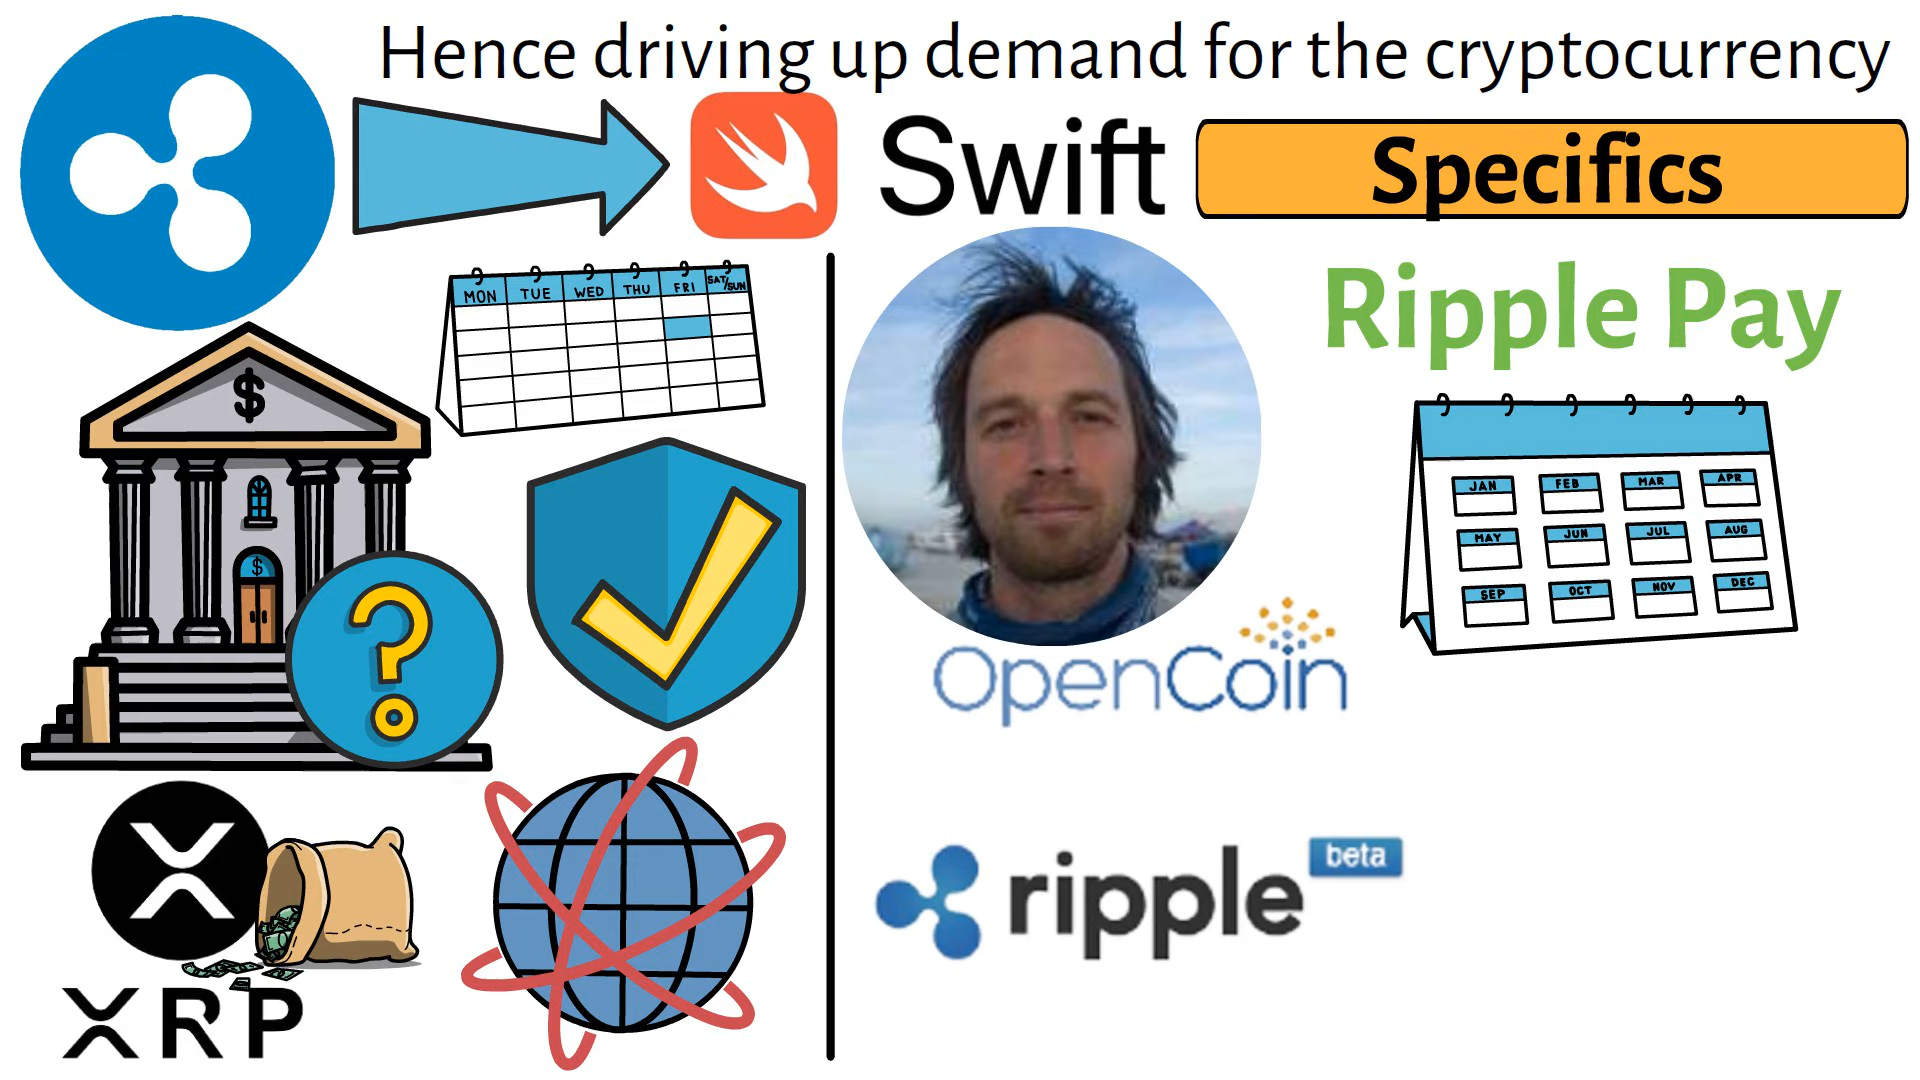 Hence driving up demand for the cryptocurrency
Swift
Specifics
MON TUE WED THU FRI SAT/SUN
$
$
?
XRP
Ripple Pay
JAN FEB MAR APR
MAY JUN JUL AUG
SEP OCT NOV DEC
OpenCoin
ripple beta